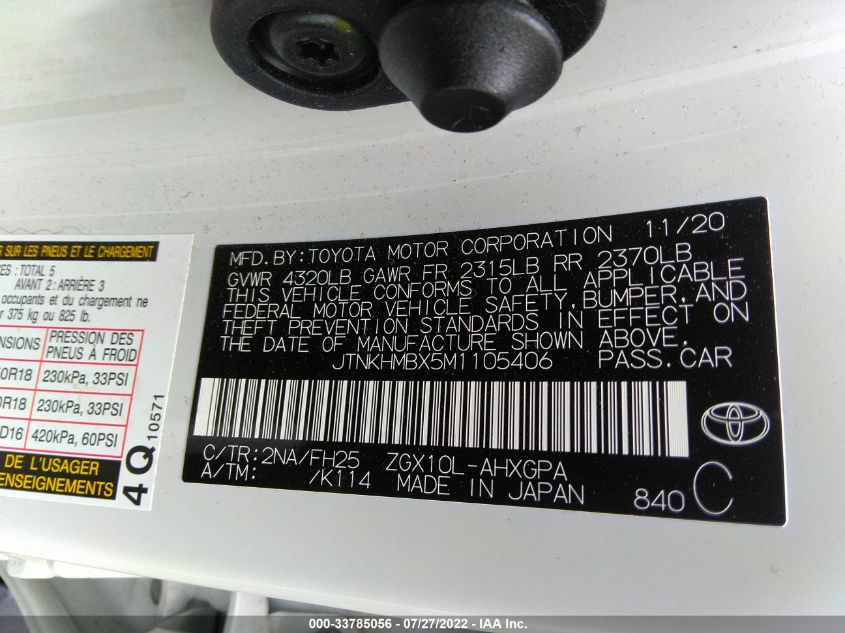 S SUR LES PNEUS ET LE CHARGEMENT
ES : TOTAL 5
AVANT 2 : ARRIÈRE 3
occupants et du chargement ne
r 375 kg ou 825 lb.
ENSIONS
PRESSION DES
PNEUS À FROID
0R18 230kPa, 33PSI
0R18 230kPa, 33PSI
D16 420kPa, 60PSI
DE L'USAGER
RENSEIGNEMENTS
4Q 10571
MFD. BY: TOYOTA MOTOR CORPORATION 11/20
GVWR 4320LB GAWR FR 2315LB RR 2370LB
THIS VEHICLE CONFORMS TO ALL APPLICABLE
FEDERAL MOTOR VEHICLE SAFETY, BUMPER, AND
THEFT PREVENTION STANDARDS IN EFFECT ON
THE DATE OF MANUFACTURE SHOWN ABOVE.
JTNKHMBX5M1105406 PASS. CAR
C/TR: 2NA/FH25 ZGX10L-AHXGPA
A/TM: /K114 MADE IN JAPAN 840 C
000-33785056 - 07/27/2022 - IAA Inc.